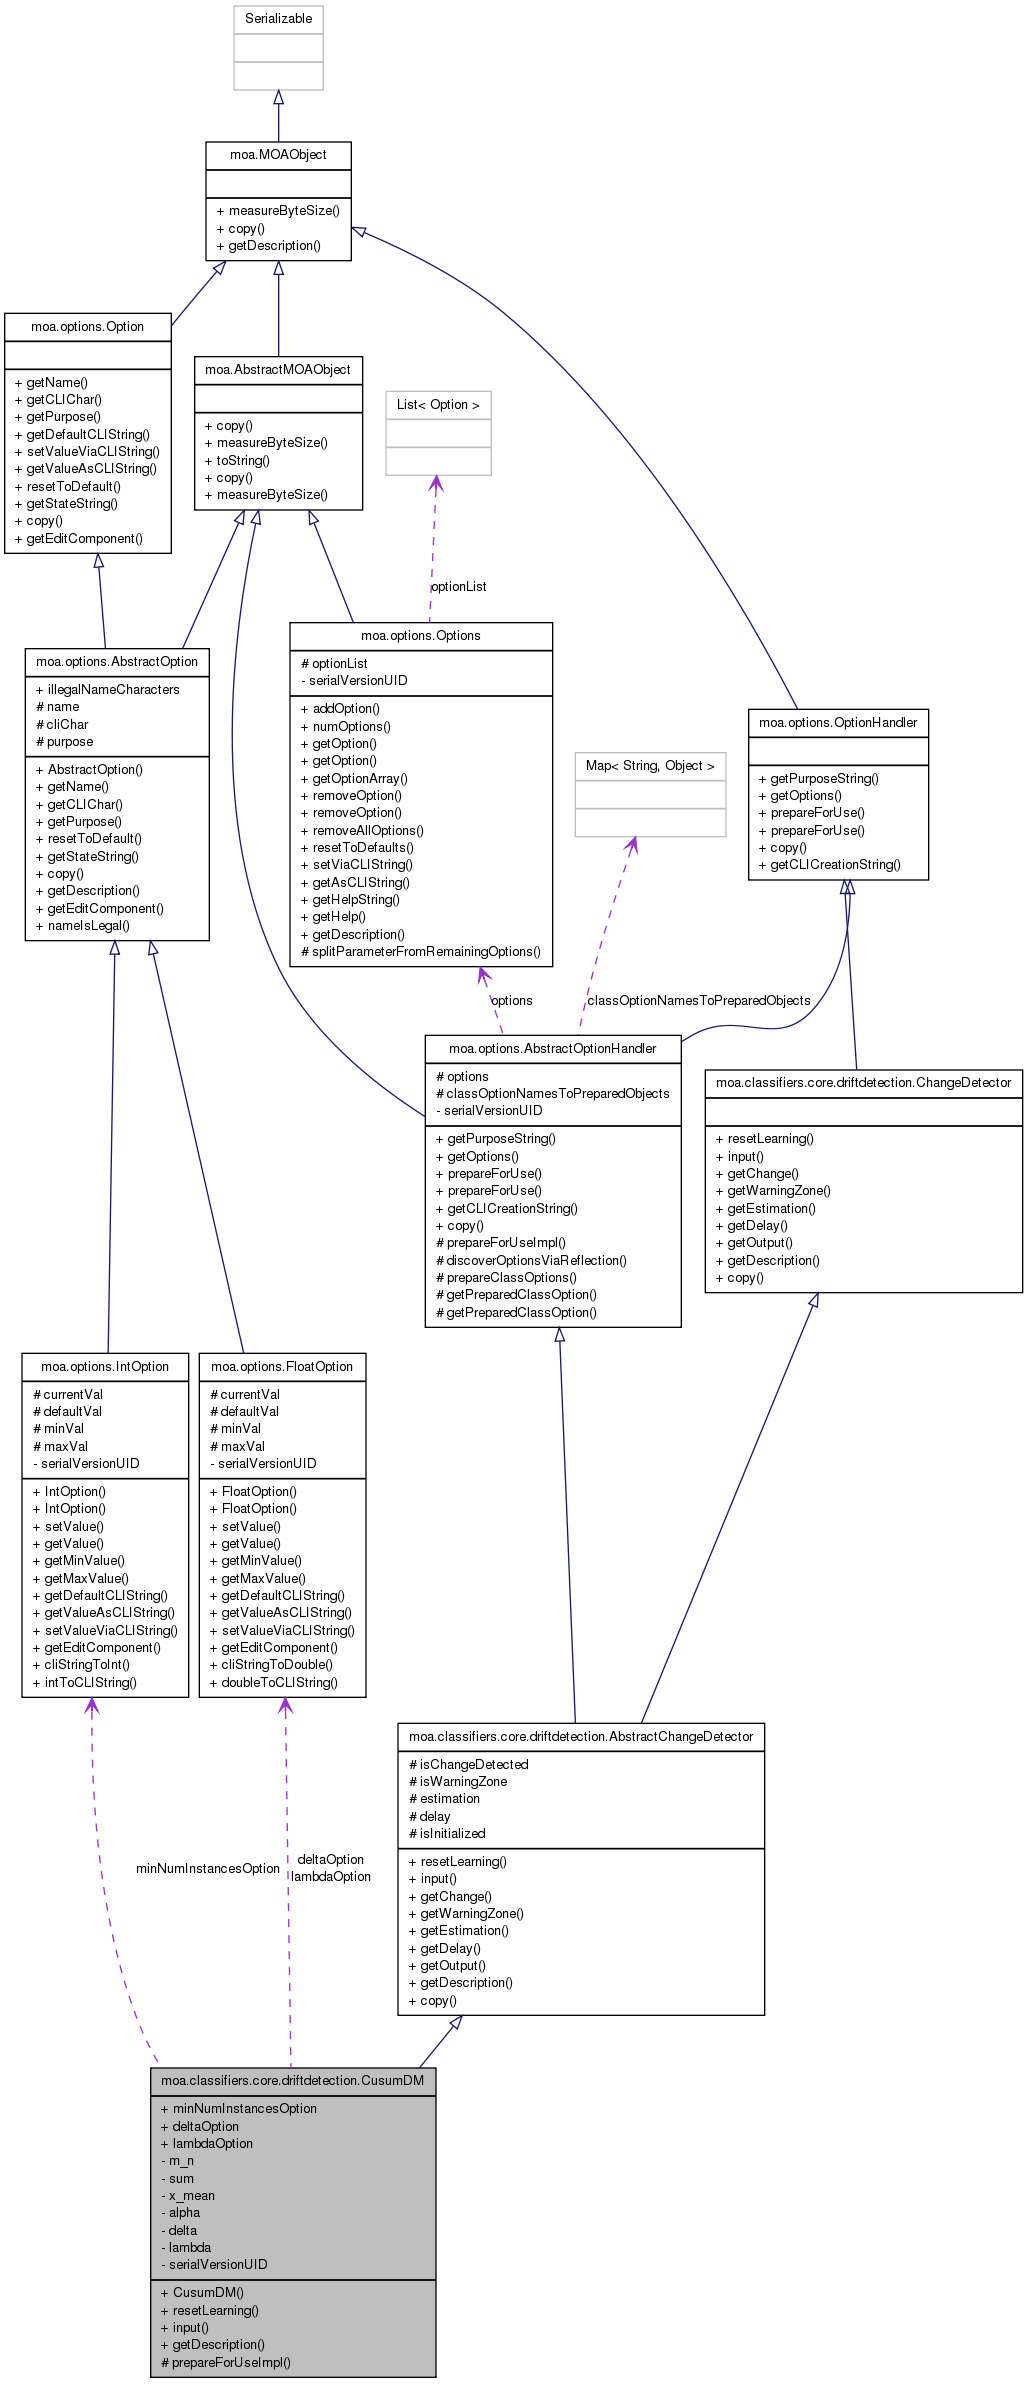 Serializable
moa.MOAObject
+ measureByteSize()
+ copy()
+ getDescription()
moa.options.Option
+ getName()
+ getCLIChar()
+ getPurpose()
+ getDefaultCLIString()
+ setValueViaCLIString()
+ getValueAsCLIString()
+ resetToDefault()
+ getStateString()
+ copy()
+ getEditComponent()
moa.AbstractMOAObject
+ copy()
+ measureByteSize()
+ toString()
+ copy()
+ measureByteSize()
List< Option >
optionList
moa.options.AbstractOption
+ illegalNameCharacters
# name
# cliChar
# purpose
+ AbstractOption()
+ getName()
+ getCLIChar()
+ getPurpose()
+ resetToDefault()
+ getStateString()
+ copy()
+ getDescription()
+ getEditComponent()
+ nameIsLegal()
moa.options.Options
# optionList
- serialVersionUID
+ addOption()
+ numOptions()
+ getOption()
+ getOption()
+ getOptionArray()
+ removeOption()
+ removeOption()
+ removeAllOptions()
+ resetToDefaults()
+ setViaCLIString()
+ getAsCLIString()
+ getHelpString()
+ getHelp()
+ getDescription()
# splitParameterFromRemainingOptions()
Map< String, Object >
moa.options.OptionHandler
+ getPurposeString()
+ getOptions()
+ prepareForUse()
+ prepareForUse()
+ copy()
+ getCLICreationString()
options
classOptionNamesToPreparedObjects
moa.options.AbstractOptionHandler
# options
# classOptionNamesToPreparedObjects
- serialVersionUID
+ getPurposeString()
+ getOptions()
+ prepareForUse()
+ prepareForUse()
+ getCLICreationString()
+ copy()
# prepareForUseImpl()
# discoverOptionsViaReflection()
# prepareClassOptions()
# getPreparedClassOption()
# getPreparedClassOption()
moa.classifiers.core.driftdetection.ChangeDetector
+ resetLearning()
+ input()
+ getChange()
+ getWarningZone()
+ getEstimation()
+ getDelay()
+ getOutput()
+ getDescription()
+ copy()
moa.options.IntOption
# currentVal
# defaultVal
# minVal
# maxVal
- serialVersionUID
+ IntOption()
+ IntOption()
+ setValue()
+ getValue()
+ getMinValue()
+ getMaxValue()
+ getDefaultCLIString()
+ getValueAsCLIString()
+ setValueViaCLIString()
+ getEditComponent()
+ cliStringToInt()
+ intToCLIString()
moa.options.FloatOption
# currentVal
# defaultVal
# minVal
# maxVal
- serialVersionUID
+ FloatOption()
+ FloatOption()
+ setValue()
+ getValue()
+ getMinValue()
+ getMaxValue()
+ getDefaultCLIString()
+ getValueAsCLIString()
+ setValueViaCLIString()
+ getEditComponent()
+ cliStringToDouble()
+ doubleToCLIString()
moa.classifiers.core.driftdetection.AbstractChangeDetector
# isChangeDetected
# isWarningZone
# estimation
# delay
# isInitialized
+ resetLearning()
+ input()
+ getChange()
+ getWarningZone()
+ getEstimation()
+ getDelay()
+ getOutput()
+ getDescription()
+ copy()
minNumInstancesOption
deltaOption
lambdaOption
moa.classifiers.core.driftdetection.CusumDM
+ minNumInstancesOption
+ deltaOption
+ lambdaOption
- m_n
- sum
- x_mean
- alpha
- delta
- lambda
- serialVersionUID
+ CusumDM()
+ resetLearning()
+ input()
+ getDescription()
# prepareForUseImpl()